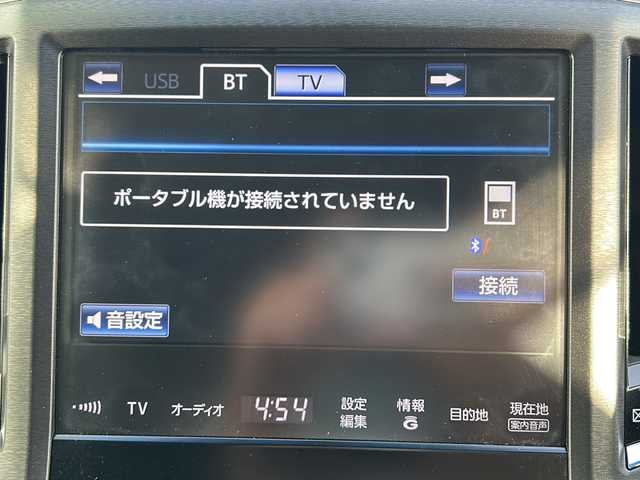 USB BT TV
ポータブル機が接続されていません
BT
接続
音設定
TV オーディオ 4:54 設定 情報 目的地 現在地
編集 G 案内音声